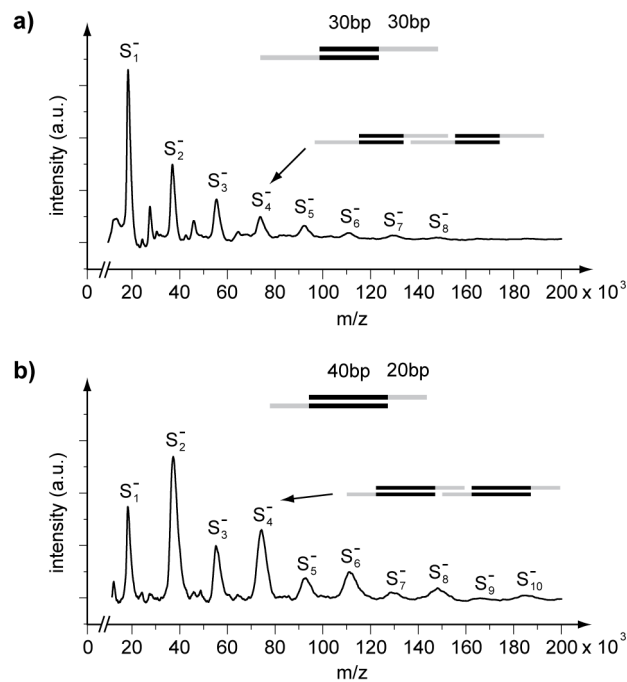 a)
30bp 30bp
S₁⁻
S₂⁻
S₃⁻
S₄⁻
S₅⁻
S₆⁻
S₇⁻
S₈⁻
intensity (a.u.)
0 20 40 60 80 100 120 140 160 180 200 x 10³
m/z
b)
40bp 20bp
S₁⁻
S₂⁻
S₃⁻
S₄⁻
S₅⁻
S₆⁻
S₇⁻
S₈⁻
S₉⁻
S₁₀⁻
intensity (a.u.)
0 20 40 60 80 100 120 140 160 180 200 x 10³
m/z